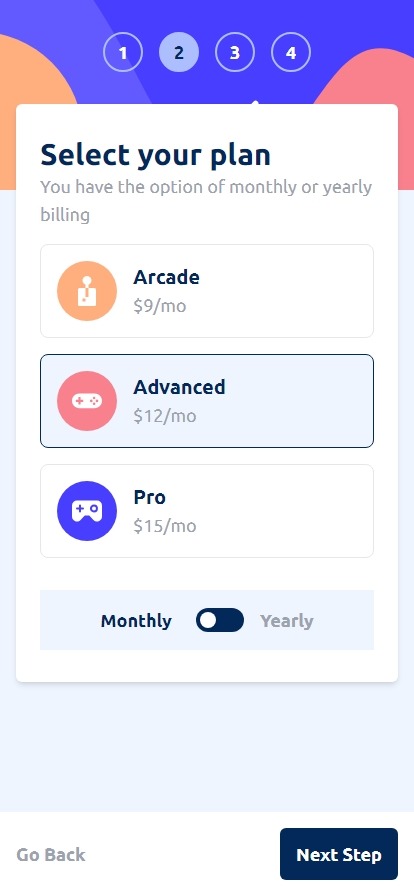 1 2 3 4
Select your plan
You have the option of monthly or yearly
billing
Arcade
$9/mo
Advanced
$12/mo
Pro
$15/mo
Monthly Yearly
Go Back Next Step